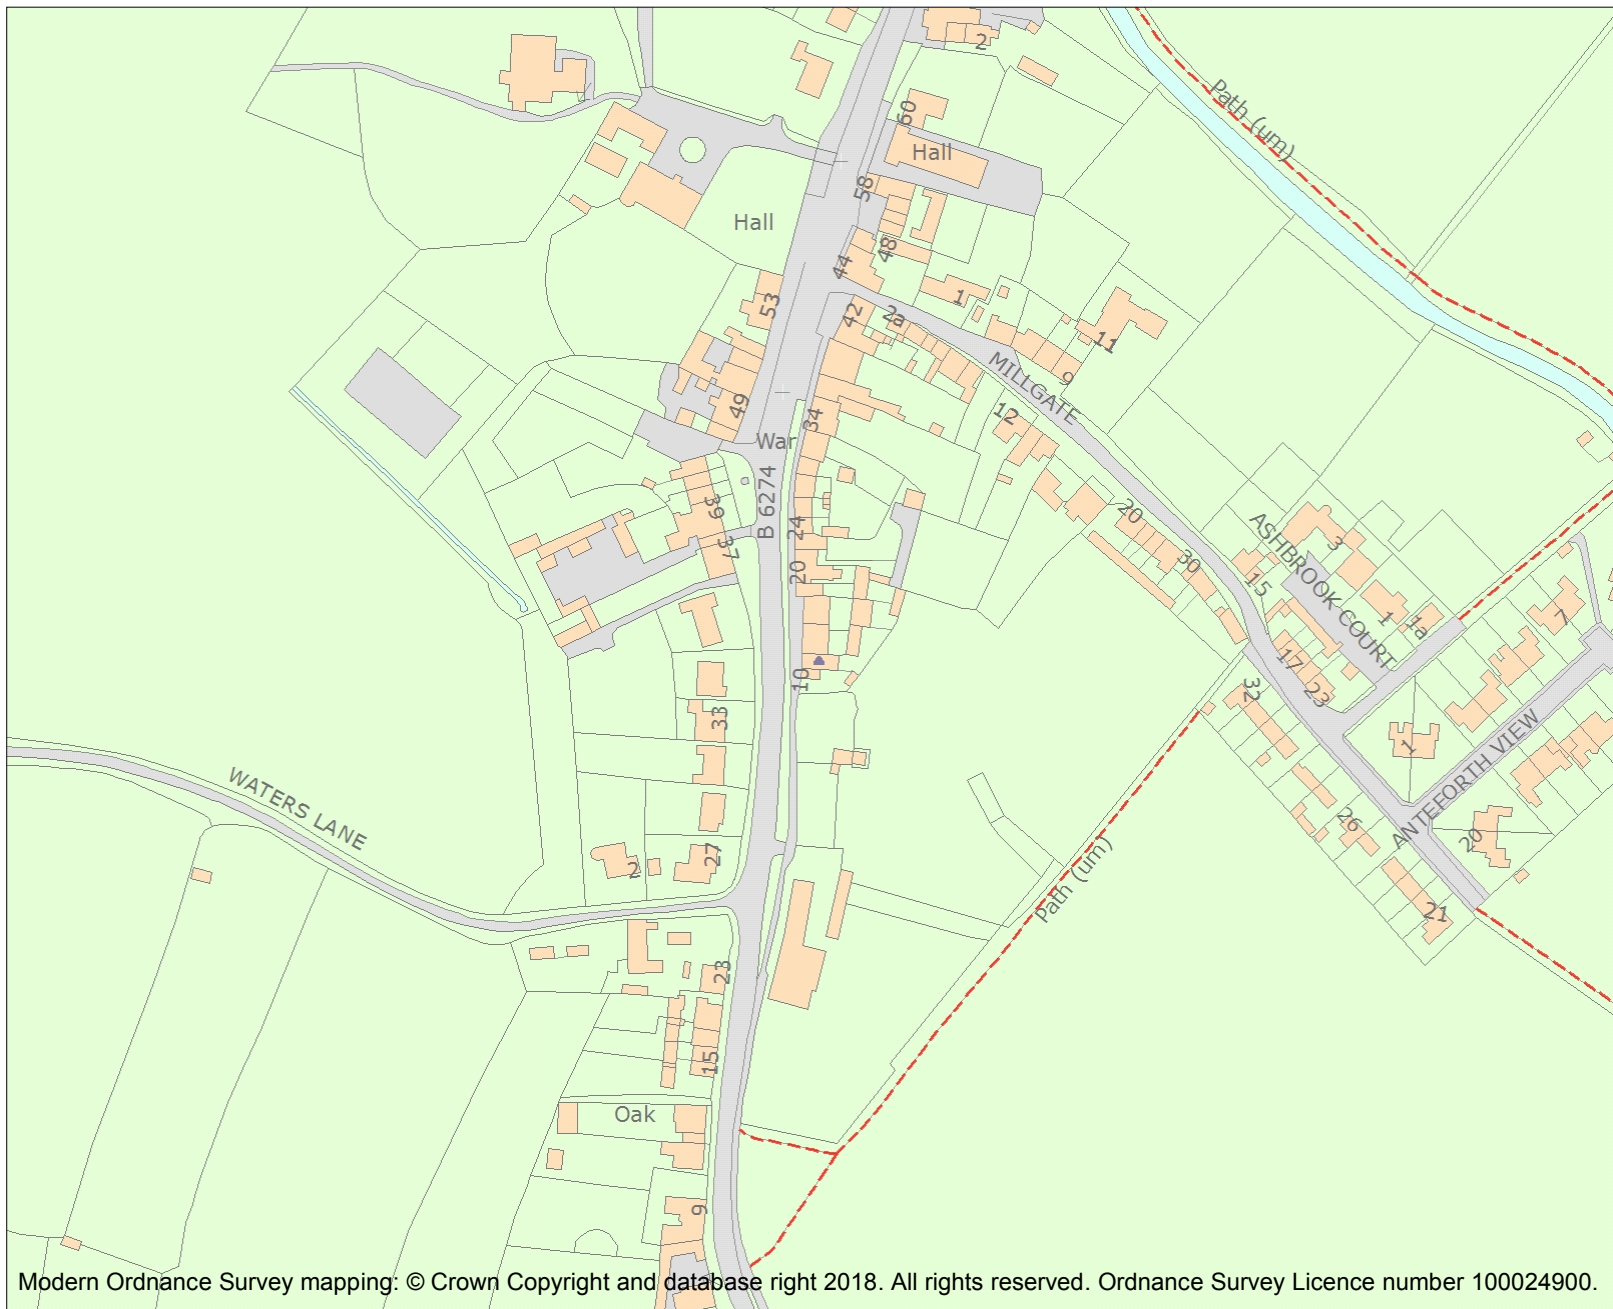 2
Path (um)
60
Hall
58
Hall
48
44
53
1
42
2a
11
MILLGATE
9
49
34
12
War
B 6274
39
24
20
ASHBROOK COURT
3
37
30
20
15
1
1a
7
10
17
23
32
33
1
ANTEFORTH VIEW
WATERS LANE
26
20
2
27
Path (um)
21
23
15
Oak
9
Modern Ordnance Survey mapping: © Crown Copyright and database right 2018. All rights reserved. Ordnance Survey Licence number 100024900.